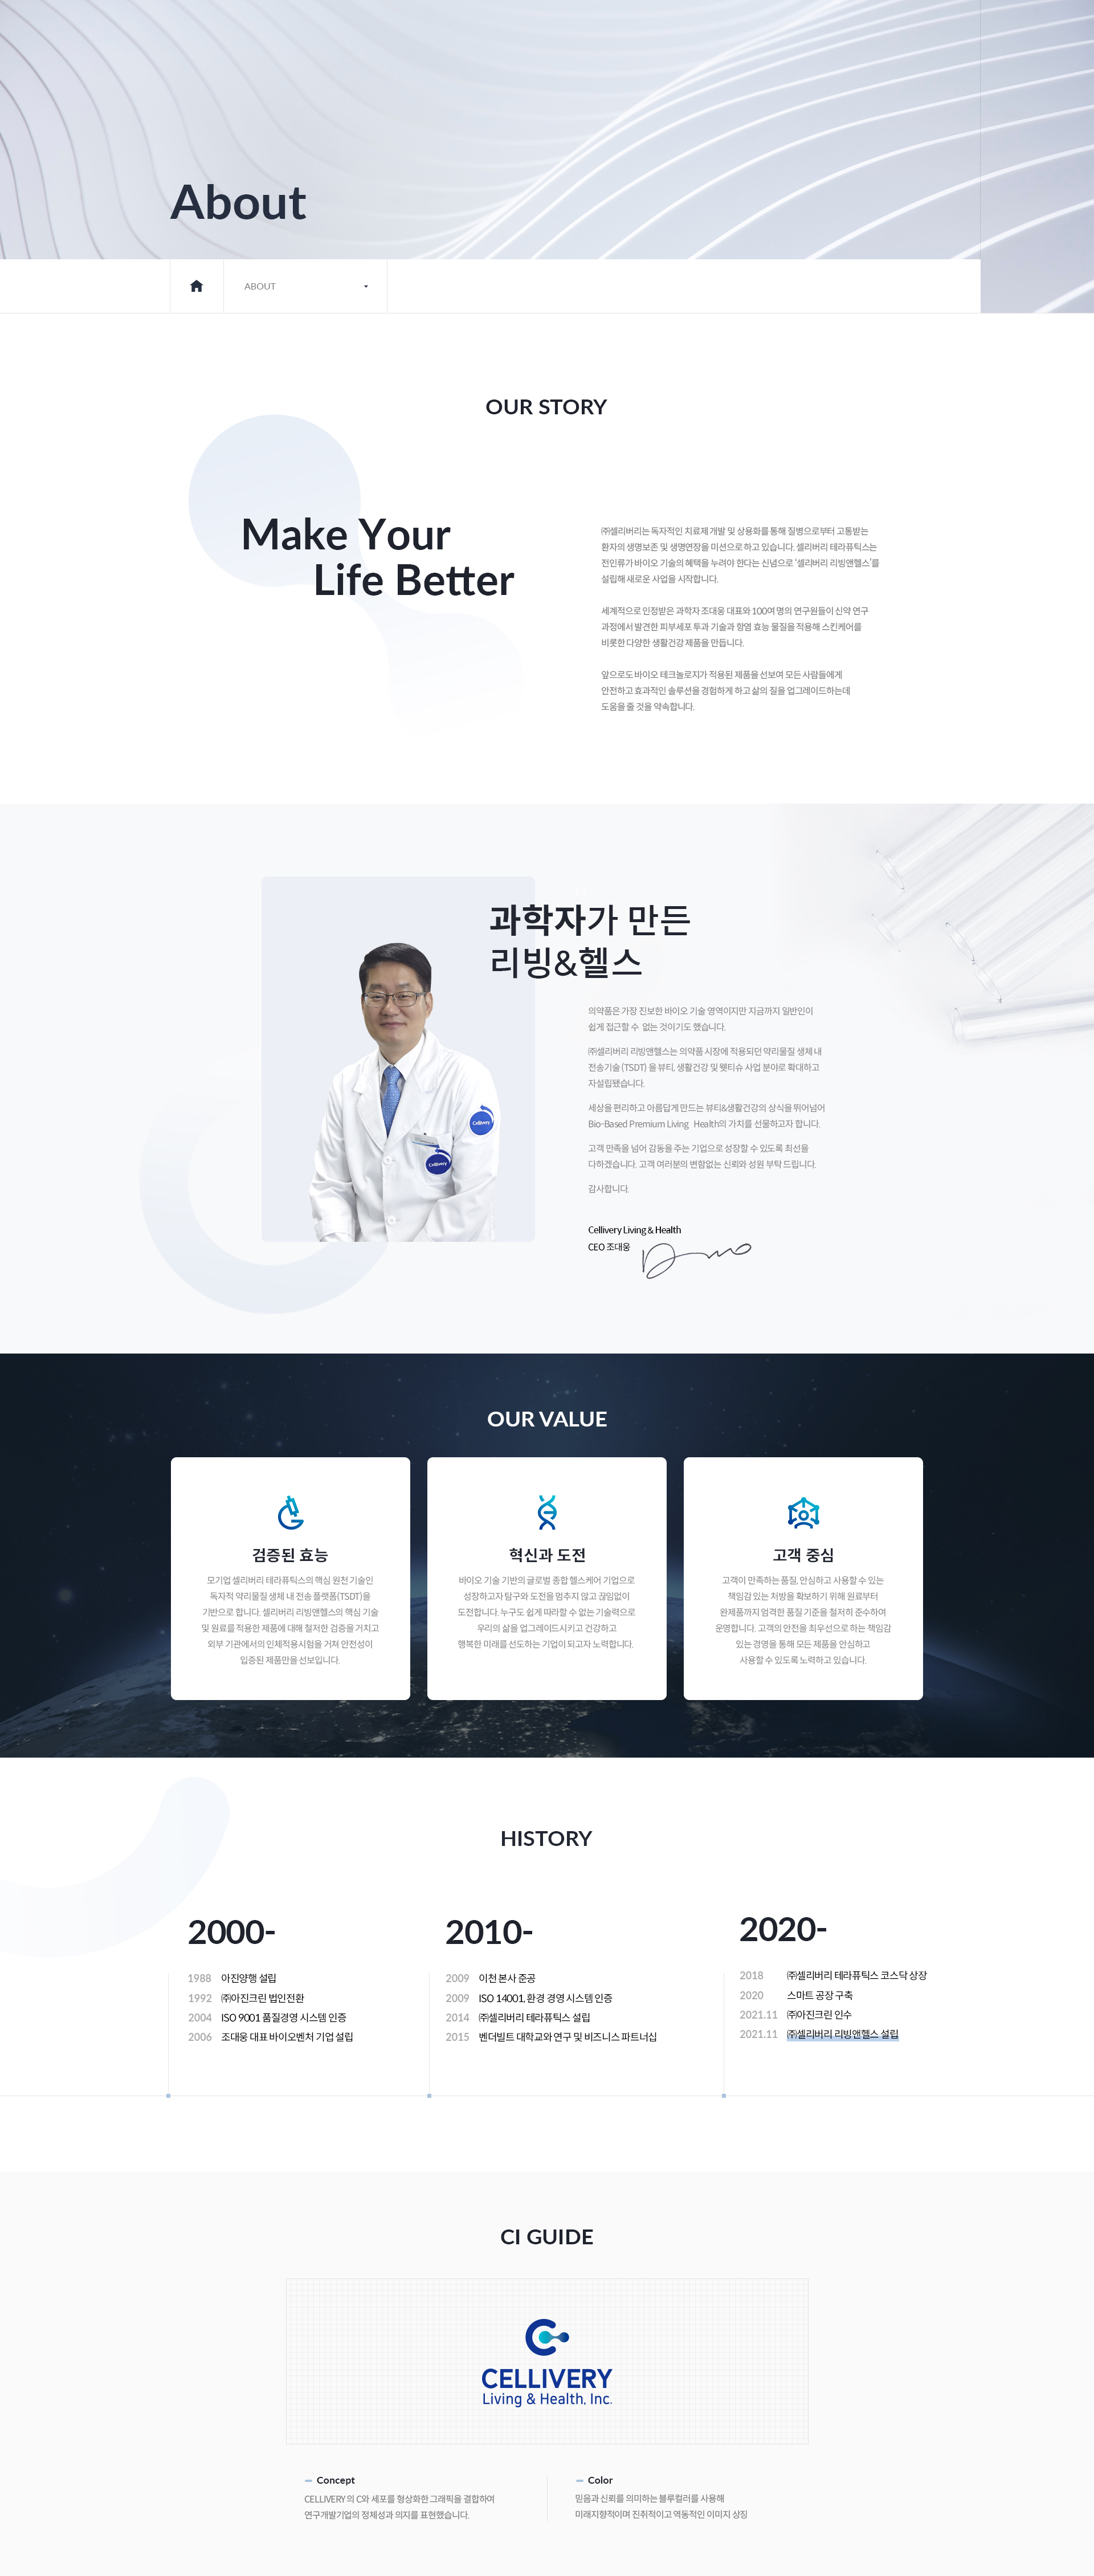 About
ABOUT
OUR STORY
Make Your
Life Better
㈜셀리버리는 독자적인 치료제 개발 및 상용화를 통해 질병으로부터 고통받는
환자의 생명보존 및 생명연장을 미션으로 하고 있습니다. 셀리버리 테라퓨틱스는
전인류가 바이오 기술의 혜택을 누려야 한다는 신념으로 ‘셀리버리 리빙앤헬스’를
설립해 새로운 사업을 시작합니다.
세계적으로 인정받은 과학자 조대웅 대표와 100여 명의 연구원들이 신약 연구
과정에서 발견한 피부세포 투과 기술과 항염 효능 물질을 적용해 스킨케어를
비롯한 다양한 생활건강 제품을 만듭니다.
앞으로도 바이오 테크놀로지가 적용된 제품을 선보여 모든 사람들에게
안전하고 효과적인 솔루션을 경험하게 하고 삶의 질을 업그레이드하는데
도움을 줄 것을 약속합니다.
과학자가 만든
리빙&헬스
의약품은 가장 진보한 바이오 기술 영역이지만 지금까지 일반인이
쉽게 접근할 수 없는 것이기도 했습니다.
㈜셀리버리 리빙앤헬스는 의약품 시장에 적용되던 약리물질 생체 내
전송기술 (TSDT) 을 뷰티, 생활건강 및 웻티슈 사업 분야로 확대하고
자설립됐습니다.
세상을 편리하고 아름답게 만드는 뷰티&생활건강의 상식을 뛰어넘어
Bio-Based Premium Living Health의 가치를 선물하고자 합니다.
고객 만족을 넘어 감동을 주는 기업으로 성장할 수 있도록 최선을
다하겠습니다. 고객 여러분의 변함없는 신뢰와 성원 부탁 드립니다.
감사합니다.
Cellivery Living & Health
CEO 조대웅
Cellivery
Cellivery
OUR VALUE
검증된 효능
모기업 셀리버리 테라퓨틱스의 핵심 원천 기술인
독자적 약리물질 생체 내 전송 플랫폼(TSDT)을
기반으로 합니다. 셀리버리 리빙앤헬스의 핵심 기술
및 원료를 적용한 제품에 대해 철저한 검증을 거치고
외부 기관에서의 인체적용시험을 거쳐 안전성이
입증된 제품만을 선보입니다.
혁신과 도전
바이오 기술 기반의 글로벌 종합 헬스케어 기업으로
성장하고자 탐구와 도전을 멈추지 않고 끊임없이
도전합니다. 누구도 쉽게 따라할 수 없는 기술력으로
우리의 삶을 업그레이드시키고 건강하고
행복한 미래를 선도하는 기업이 되고자 노력합니다.
고객 중심
고객이 만족하는 품질, 안심하고 사용할 수 있는
책임감 있는 처방을 확보하기 위해 원료부터
완제품까지 엄격한 품질 기준을 철저히 준수하여
운영합니다. 고객의 안전을 최우선으로 하는 책임감
있는 경영을 통해 모든 제품을 안심하고
사용할 수 있도록 노력하고 있습니다.
HISTORY
2000-
1988 아진양행 설립
1992 ㈜아진크린 법인전환
2004 ISO 9001 품질경영 시스템 인증
2006 조대웅 대표 바이오벤처 기업 설립
2010-
2009 이천 본사 준공
2009 ISO 14001, 환경 경영 시스템 인증
2014 ㈜셀리버리 테라퓨틱스 설립
2015 벤더빌트 대학교와 연구 및 비즈니스 파트너십
2020-
2018 ㈜셀리버리 테라퓨틱스 코스닥 상장
2020 스마트 공장 구축
2021.11 ㈜아진크린 인수
2021.11 ㈜셀리버리 리빙앤헬스 설립
CI GUIDE
CELLIVERY
Living & Health, Inc.
Concept
CELLIVERY 의 C와 세포를 형상화한 그래픽을 결합하여
연구개발기업의 정체성과 의지를 표현했습니다.
Color
믿음과 신뢰를 의미하는 블루컬러를 사용해
미래지향적이며 진취적이고 역동적인 이미지 상징